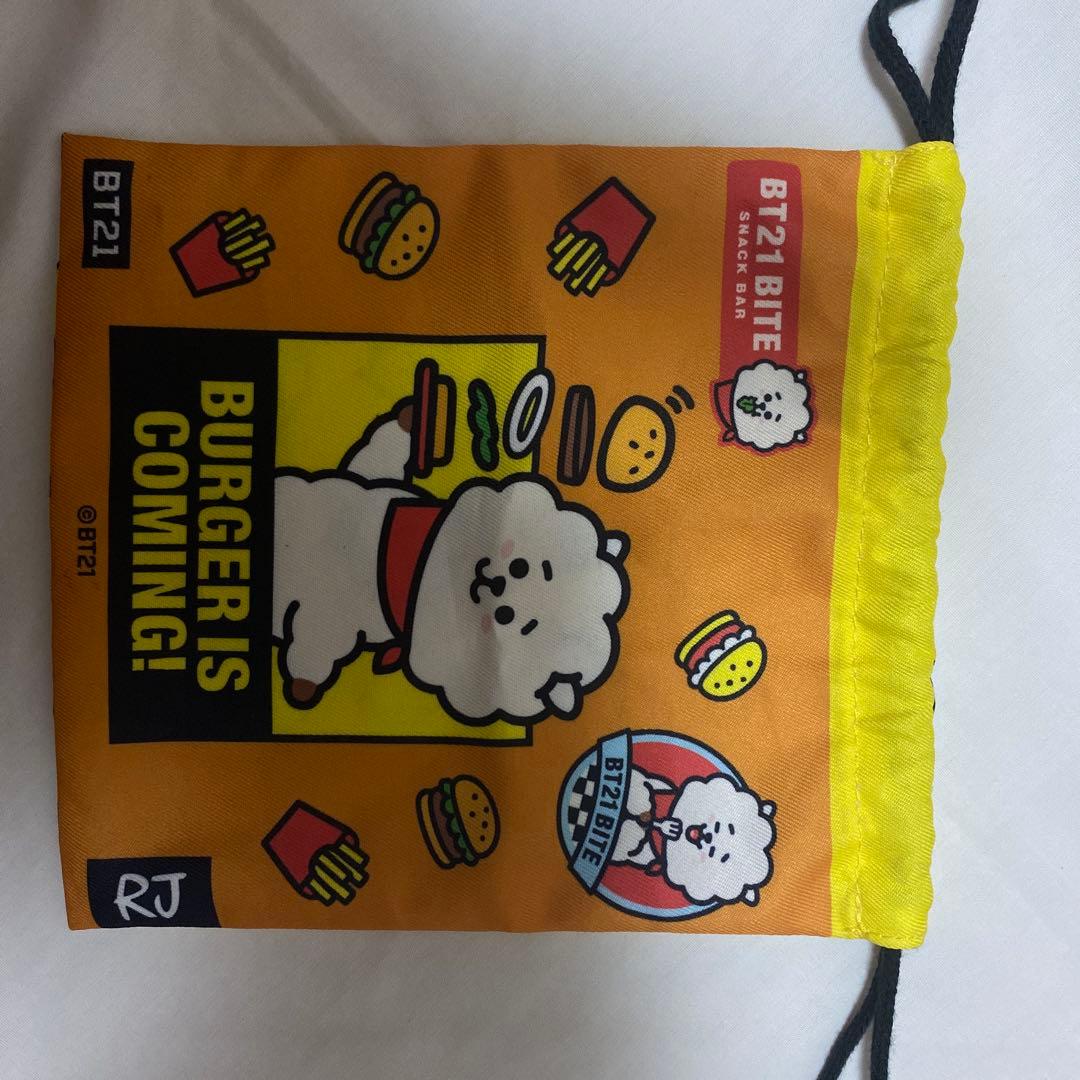 BT21 BITE
SNACK BAR
BT21 BITE
BURGER IS
COMING!
©BT21
BT21
RJ